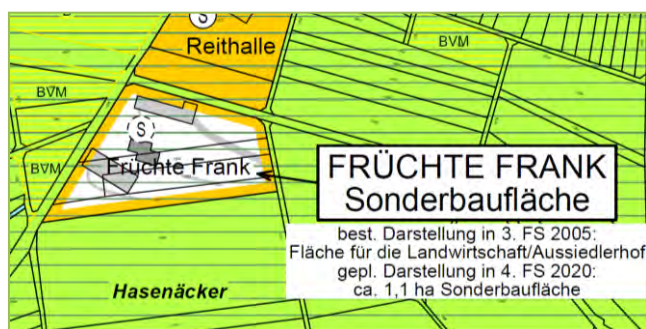 S
Reithalle
BVM
BVM
S
Früchte Frank
BVM
FRÜCHTE FRANK
Sonderbaufläche
best. Darstellung in 3. FS 2005:
Fläche für die Landwirtschaft/Aussiedlerhof
gepl. Darstellung in 4. FS 2020:
ca. 1,1 ha Sonderbaufläche
Hasenäcker